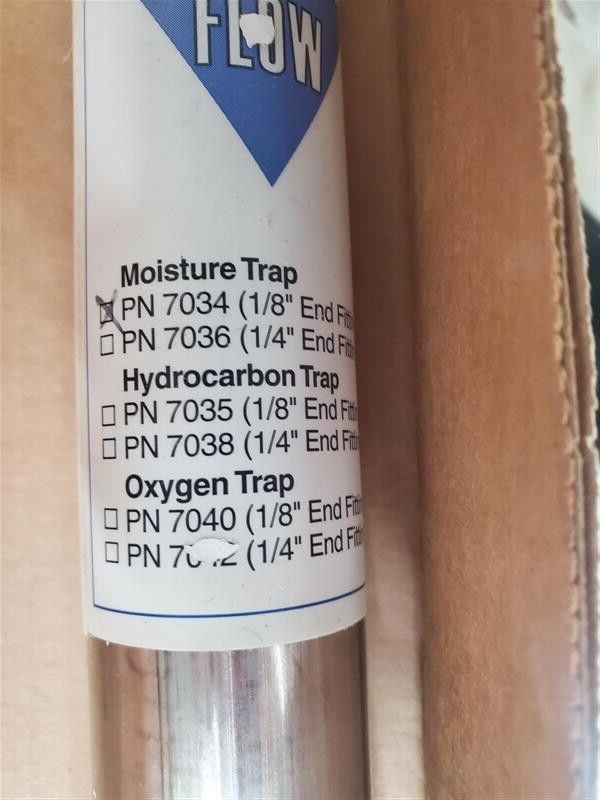 FLOW
Moisture Trap
PN 7034 (1/8" End
PN 7036 (1/4" End
Hydrocarbon Trap
PN 7035 (1/8" End
PN 7038 (1/4" End
Oxygen Trap
PN 7040 (1/8" End
PN (1/4" End